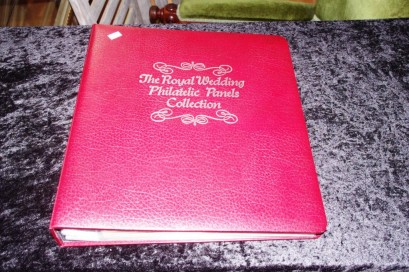 The Royal Wedding
Philatelic Panels
Collection